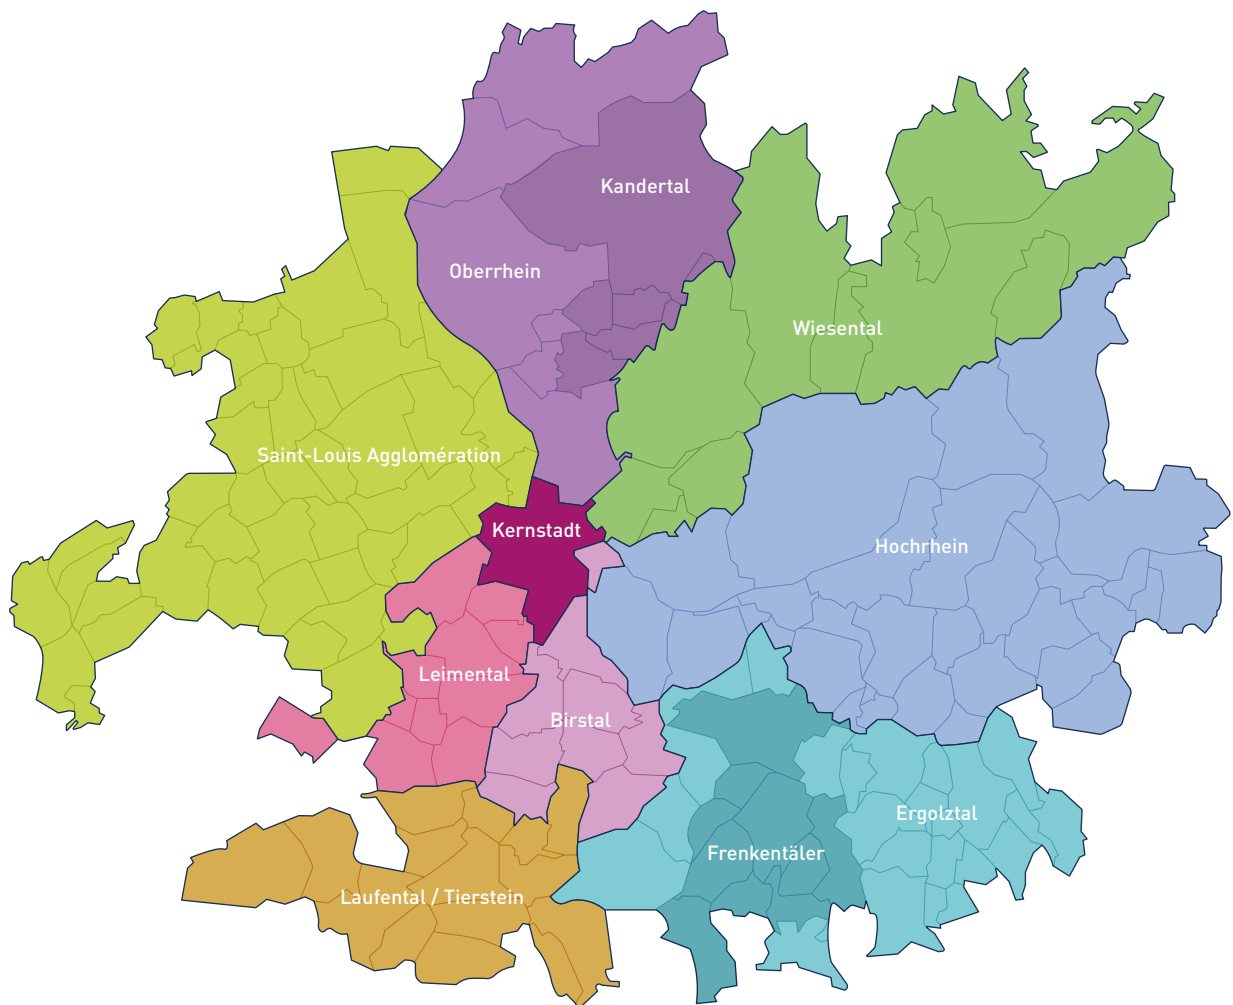 Kandertal
Oberrhein
Wiesental
Saint-Louis Agglomération
Kernstadt
Hochrhein
Leimental
Birstal
Ergolztal
Frenkentäler
Laufental / Tierstein